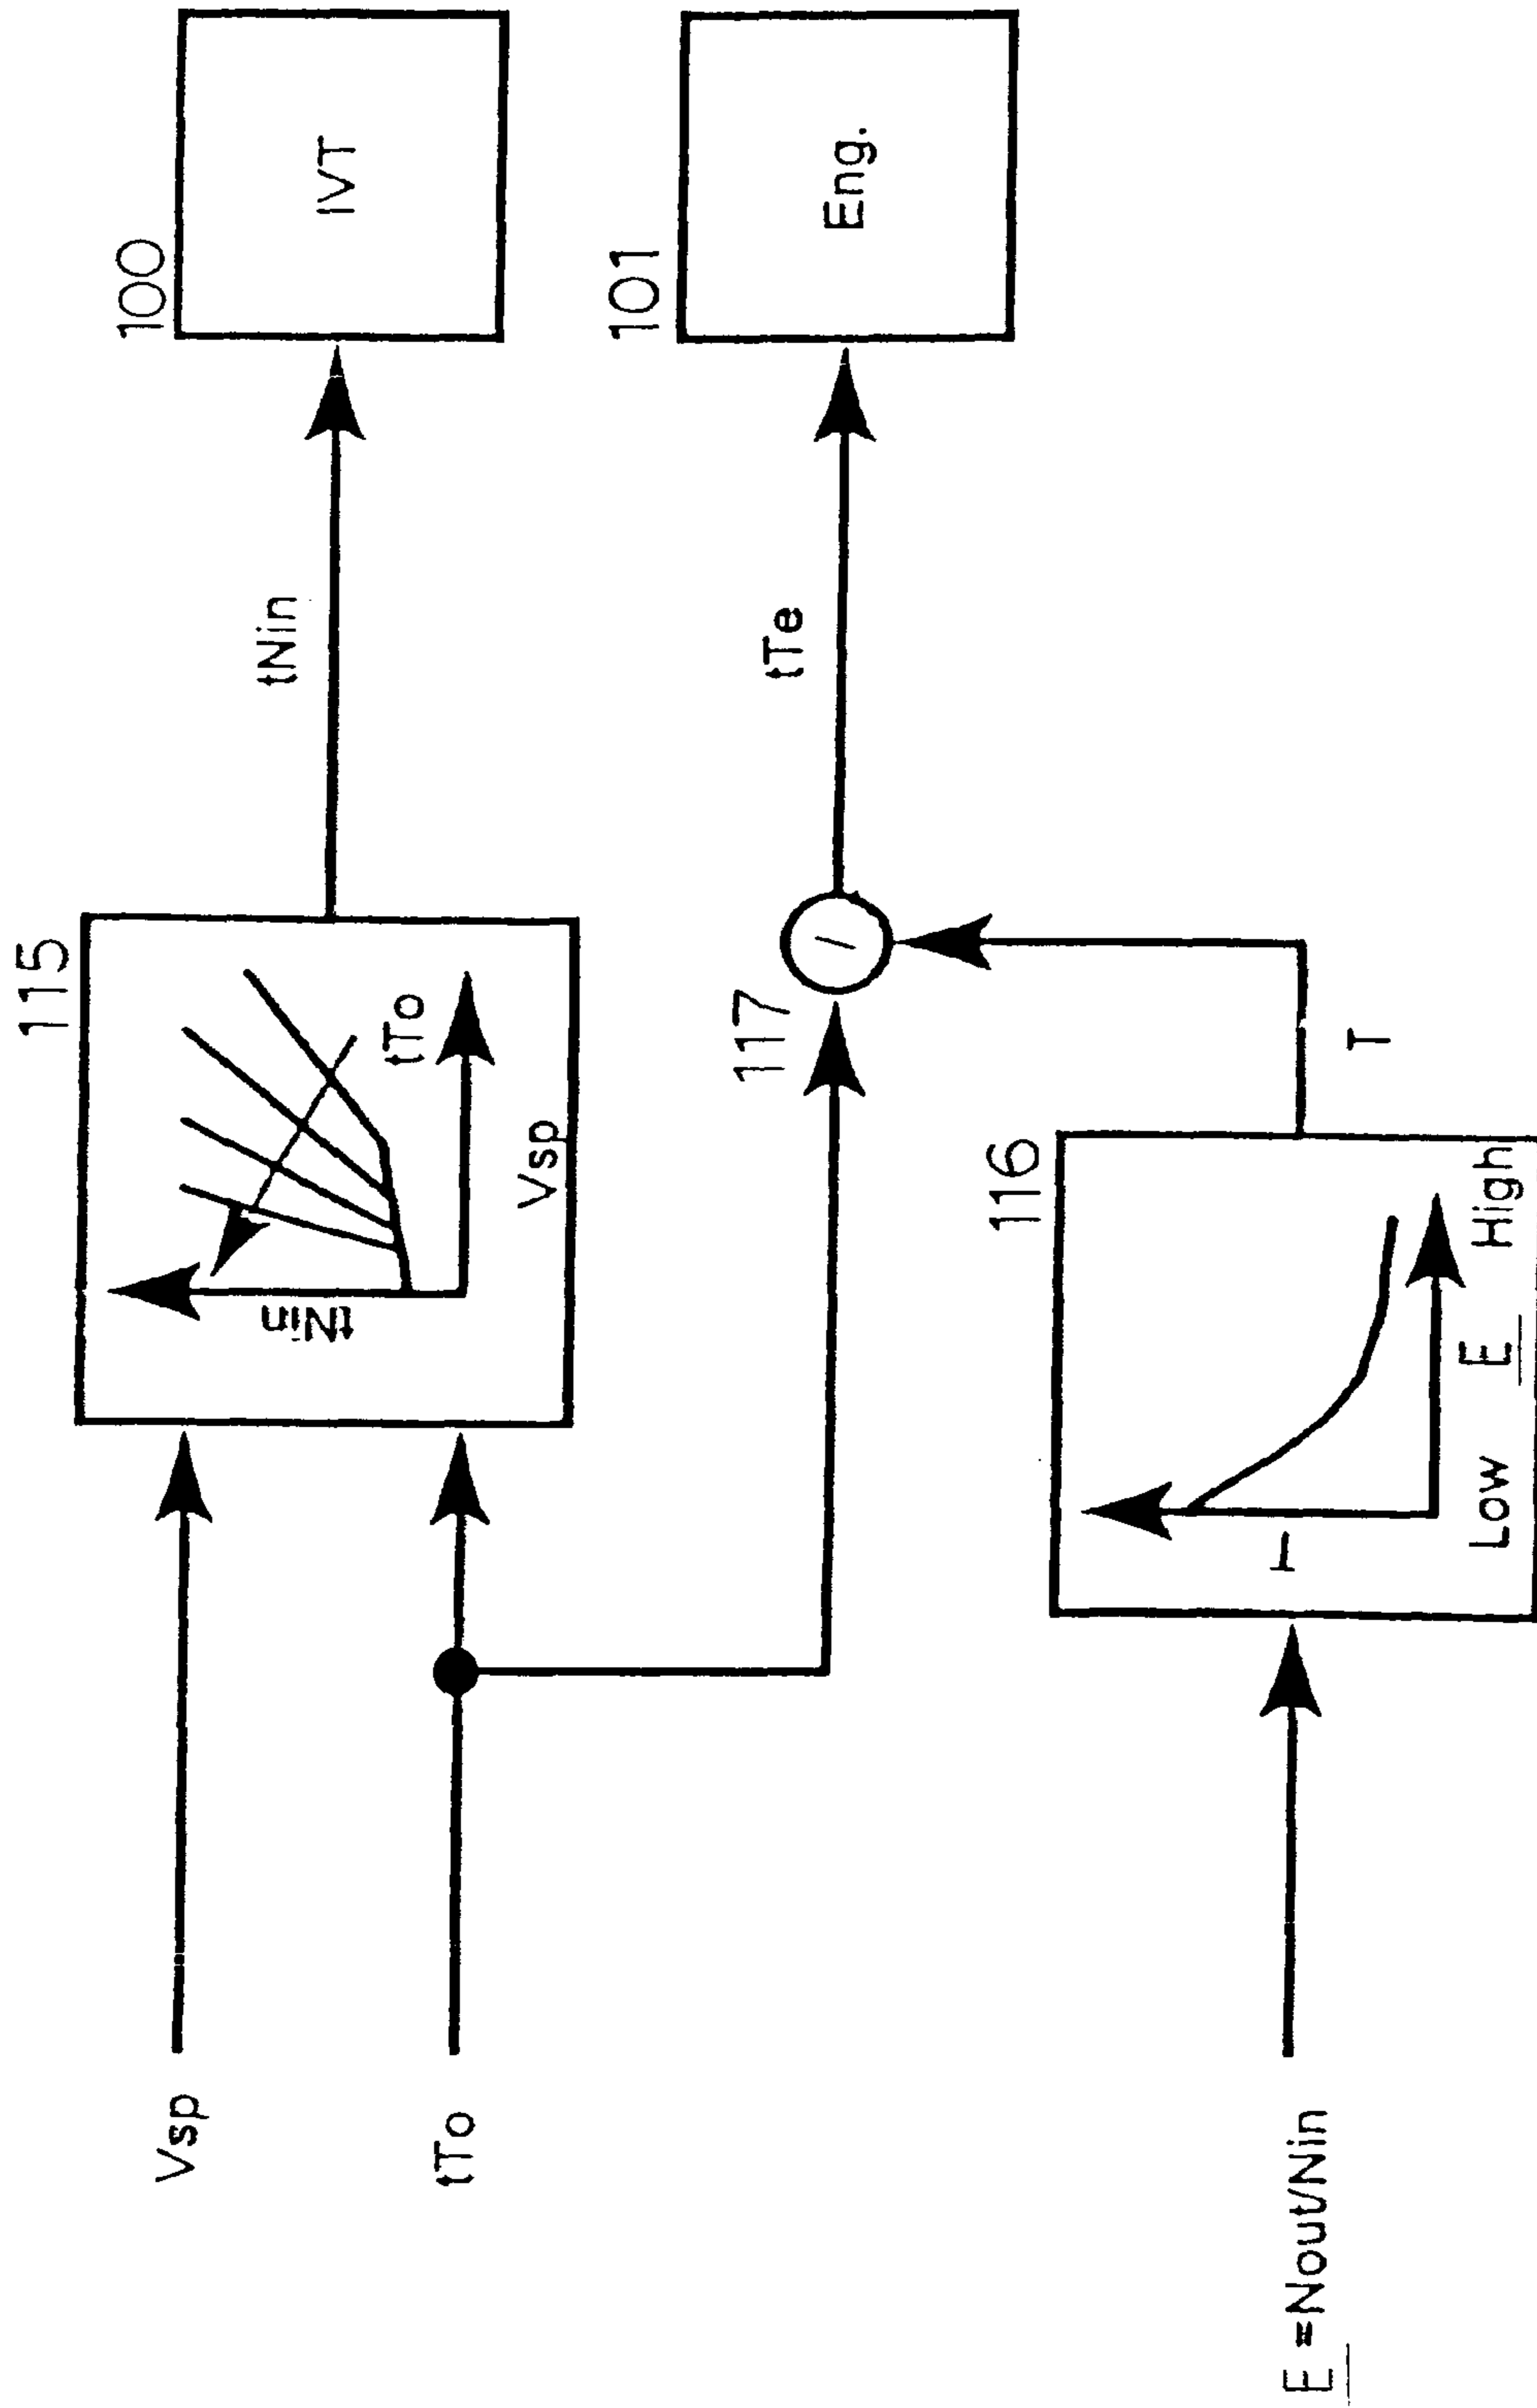 Vsp
tTo
E =Nout/Nin
115
tNin
tTo
Vsp
116
T
Low E High
117
T
tNin
tTe
100
IVT
101
Eng.
/